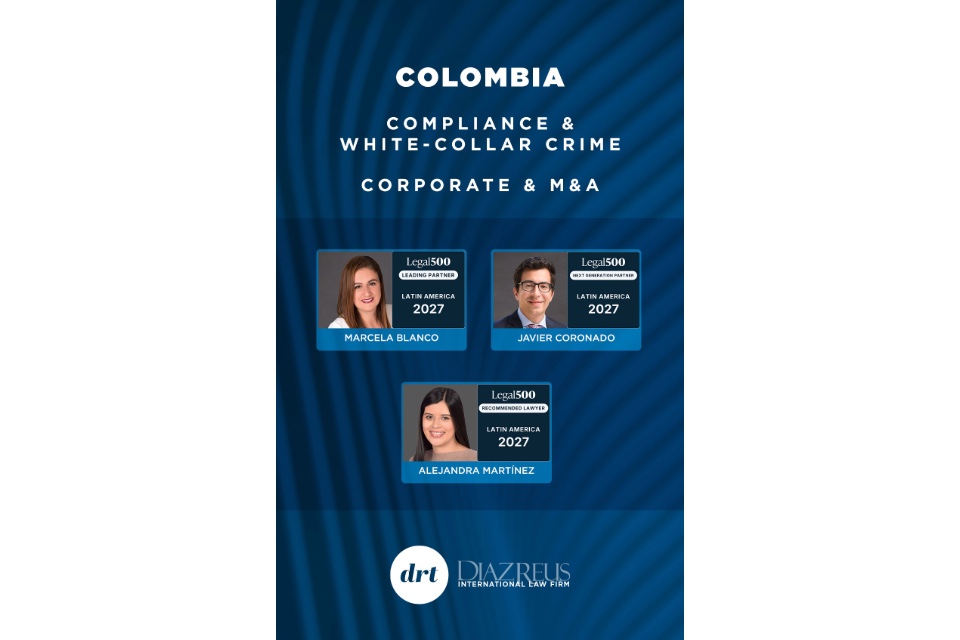 COLOMBIA
COMPLIANCE &
WHITE-COLLAR CRIME
CORPORATE & M&A
Legal500
LEADING PARTNER
LATIN AMERICA
2027
MARCELA BLANCO
Legal500
NEXT GENERATION PARTNER
LATIN AMERICA
2027
JAVIER CORONADO
Legal500
RECOMMENDED LAWYER
LATIN AMERICA
2027
ALEJANDRA MARTÍNEZ
drt
DIAZREUS
INTERNATIONAL LAW FIRM